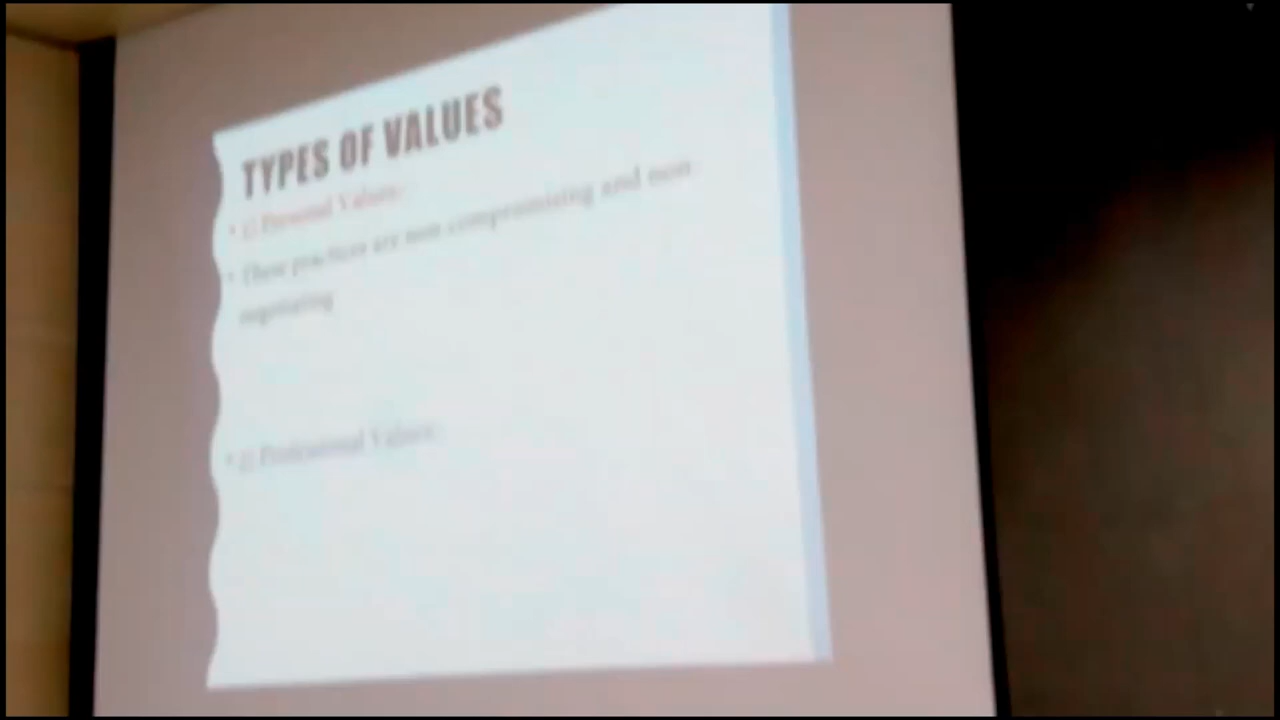 TYPES OF VALUES
• 1) Personal Values:
• These practices are non-compromising and non-
negotiating
• 2) Professional Values: